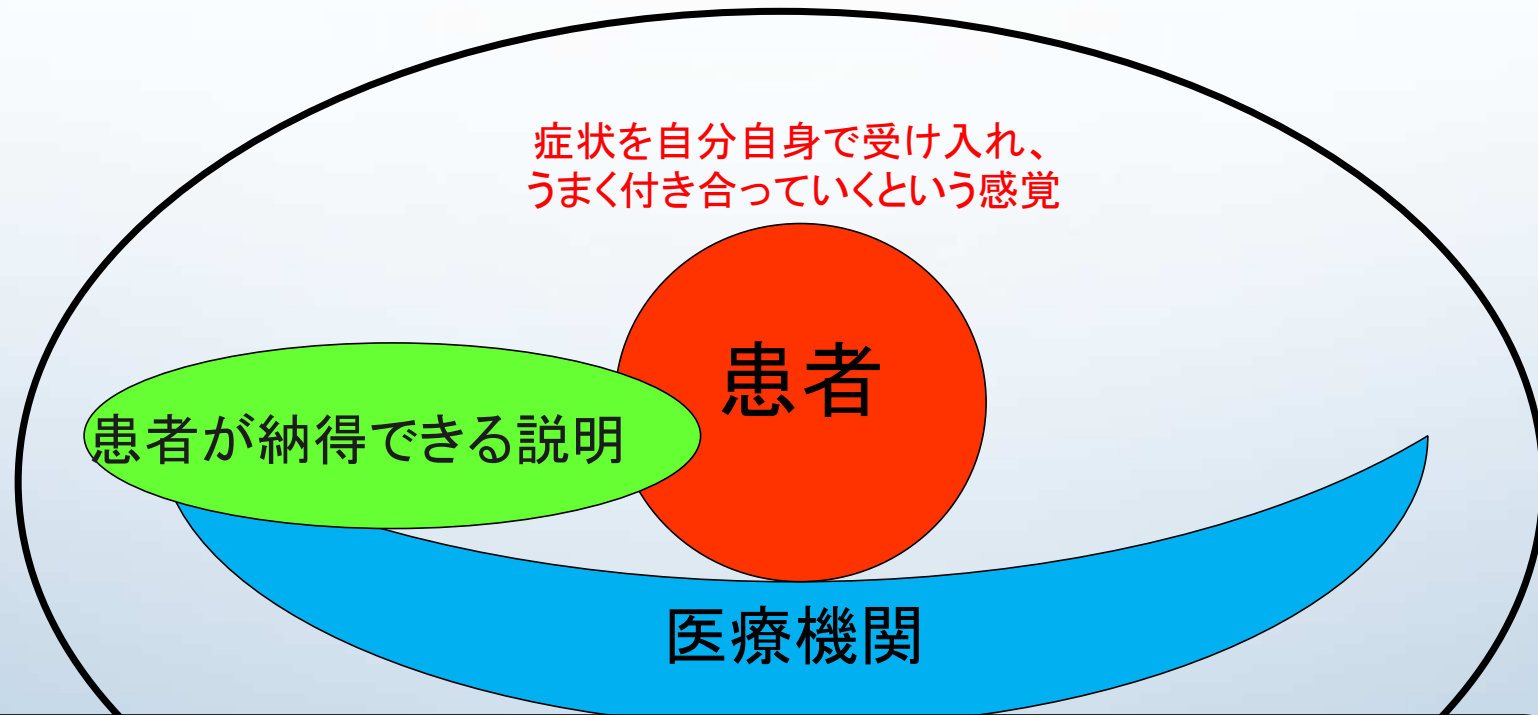 症状を自分自身で受け入れ、
うまく付き合っていくという感覚
患者
患者が納得できる説明
医療機関